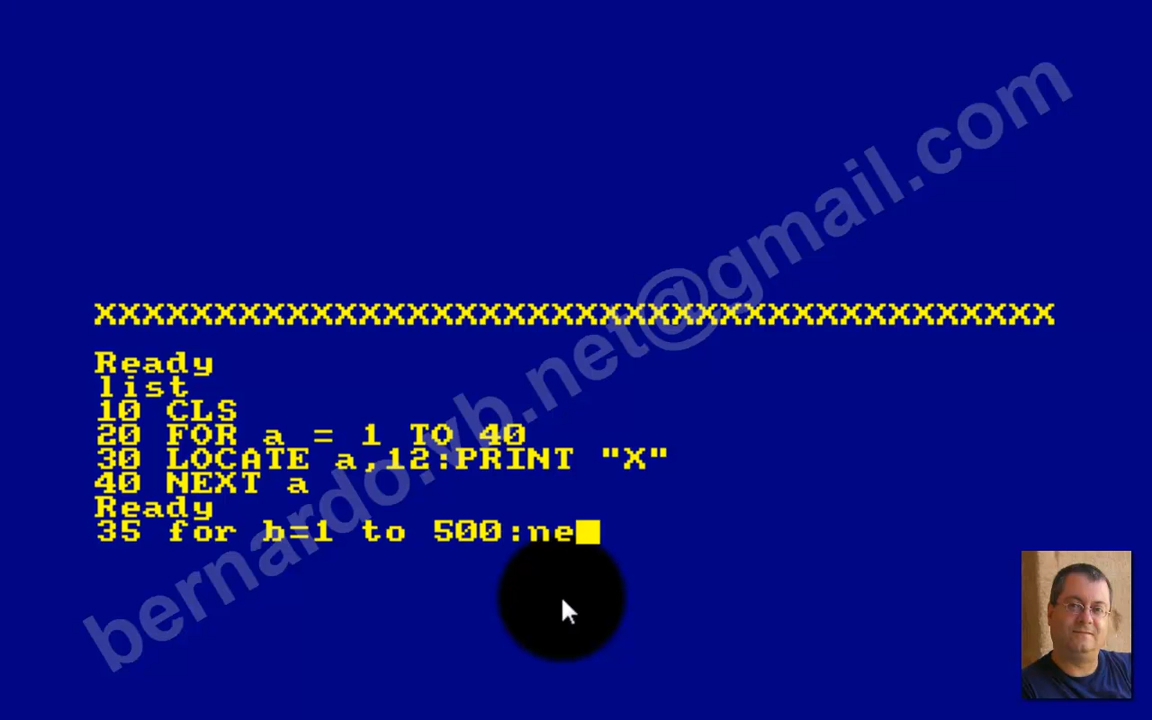 XXXXXXXXXXXXXXXXXXXXXXXXXXXXXXXXXXXXXXXX
Ready
list
10 CLS
20 FOR a = 1 TO 40
30 LOCATE a,12:PRINT "X"
40 NEXT a
Ready
35 for b=1 to 500:ne
bernardo.vb.net@gmail.com